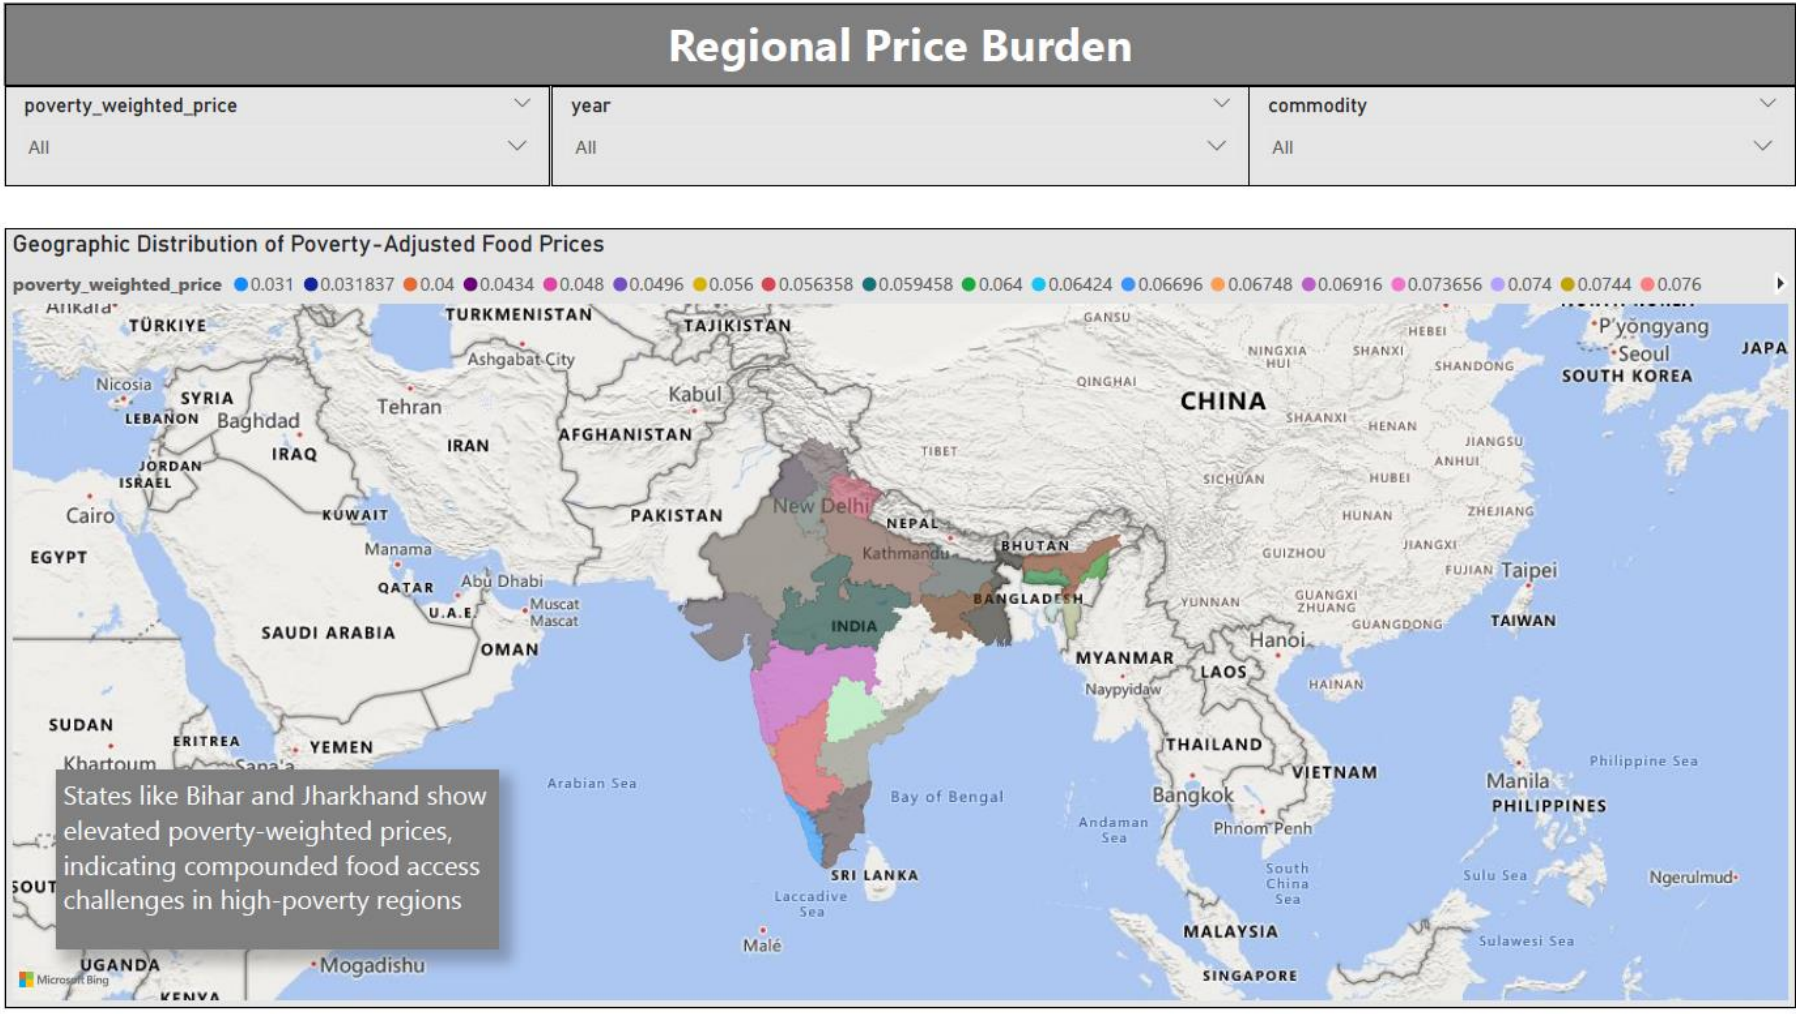 Regional Price Burden
poverty_weighted_price
year
commodity
All
All
All
Geographic Distribution of Poverty-Adjusted Food Prices
poverty_weighted_price 0.031 0.031837 0.04 0.0434 0.048 0.0496 0.056 0.056358 0.059458 0.064 0.06424 0.06696 0.06748 0.06916 0.073656 0.074 0.0744 0.076
Ankara
TÜRKIYE
TURKMENISTAN
TAJIKISTAN
GANSU
HEBEI
P'yŏngyang
Seoul
JAPA
SOUTH KOREA
Ashgabat City
NINGXIA
HUI
SHANXI
SHANDONG
Nicosia
SYRIA
LEBANON
Baghdad
Tehran
Kabul
QINGHAI
CHINA
SHAANXI
HENAN
IRAQ
IRAN
AFGHANISTAN
TIBET
JIANGSU
ANHUI
JORDAN
ISRAEL
SICHUAN
HUBEI
Cairo
KUWAIT
PAKISTAN
New Delhi
NEPAL
HUNAN
ZHEJIANG
EGYPT
Manama
Kathmandu
BHUTAN
GUIZHOU
JIANGXI
QATAR
Abu Dhabi
FUJIAN
Taipei
U.A.E.
Muscat
Mascat
BANGLADESH
YUNNAN
GUANGXI
ZHUANG
GUANGDONG
TAIWAN
SAUDI ARABIA
OMAN
INDIA
Hanoi
MYANMAR
LAOS
Naypyidaw
HAINAN
SUDAN
ERITREA
YEMEN
THAILAND
Philippine Sea
Khartoum
Sana'a
Arabian Sea
Bay of Bengal
VIETNAM
Manila
Bangkok
PHILIPPINES
Andaman
Sea
Phnom Penh
States like Bihar and Jharkhand show
elevated poverty-weighted prices,
indicating compounded food access
challenges in high-poverty regions
SOUT
SRI LANKA
Laccadive
Sea
South
China
Sea
Sulu Sea
Ngerulmud
Malé
MALAYSIA
Sulawesi Sea
UGANDA
Mogadishu
SINGAPORE
Microsoft Bing
KENYA